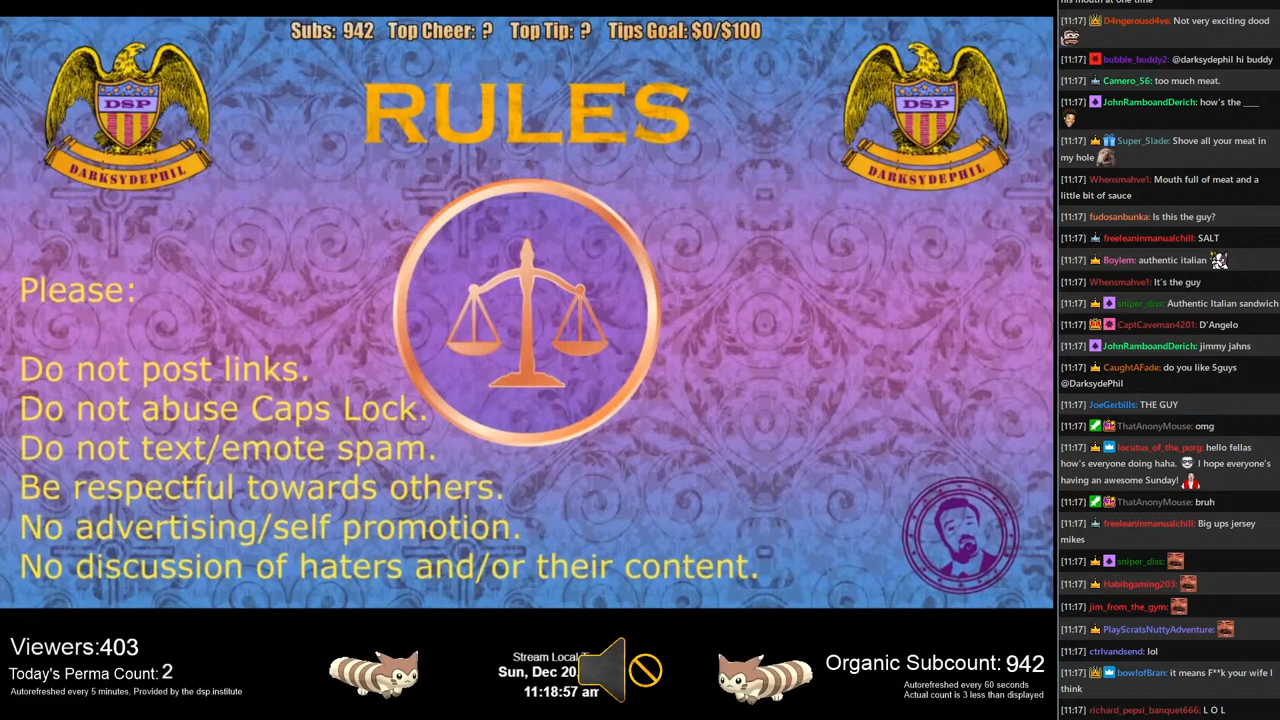 Subs: 942 Top Cheer: ? Top Tip: ? Tips Goal: $0/$100
DSP
DARKSYDEPHIL
RULES
DSP
DARKSYDEPHIL
Please:
Do not post links.
Do not abuse Caps Lock.
Do not text/emote spam.
Be respectful towards others.
No advertising/self promotion.
No discussion of haters and/or their content.
Viewers:403
Today's Perma Count: 2
Autorefreshed every 5 minutes. Provided by the dsp institute
Stream Local
Sun, Dec 20
11:18:57 am
Organic Subcount: 942
Autorefreshed every 60 seconds
Actual count is 3 less than displayed
his mouth at one time
[11:17] D4ngerousd4ve: Not very exciting dood
[11:17] bubble_buddy2: @darksydephil hi buddy
[11:17] Camero_56: too much meat.
[11:17] JohnRamboandDerich: how's the ____
[11:17] Super_Slade: Shove all your meat in
my hole
[11:17] Whensmahve1: Mouth full of meat and a
little bit of sauce
[11:17] fudosanbunka: Is this the guy?
[11:17] freeleaninmanualchill: SALT
[11:17] Boylem: authentic italian
[11:17] Whensmahve1: It's the guy
[11:17] sniper_diss: Authentic Italian sandwich
[11:17] CaptCaveman4201: D'Angelo
[11:17] JohnRamboandDerich: jimmy jahns
[11:17] CaughtAFade: do you like 5guys
@DarksydePhil
[11:17] JoeGerbills: THE GUY
[11:17] ThatAnonyMouse: omg
[11:17] locutus_of_the_porg: hello fellas
how's everyone doing haha. I hope everyone's
having an awesome Sunday!
[11:17] ThatAnonyMouse: bruh
[11:17] freeleaninmanualchill: Big ups jersey
mikes
[11:17] sniper_diss:
[11:17] Habibgaming203:
[11:17] jim_from_the_gym:
[11:17] PlayScratsNuttyAdventure:
[11:17] ctrlvandsend: lol
[11:17] bowlofBran: it means F**k your wife I
think
[11:17] richard_pepsi_banquet666: L O L